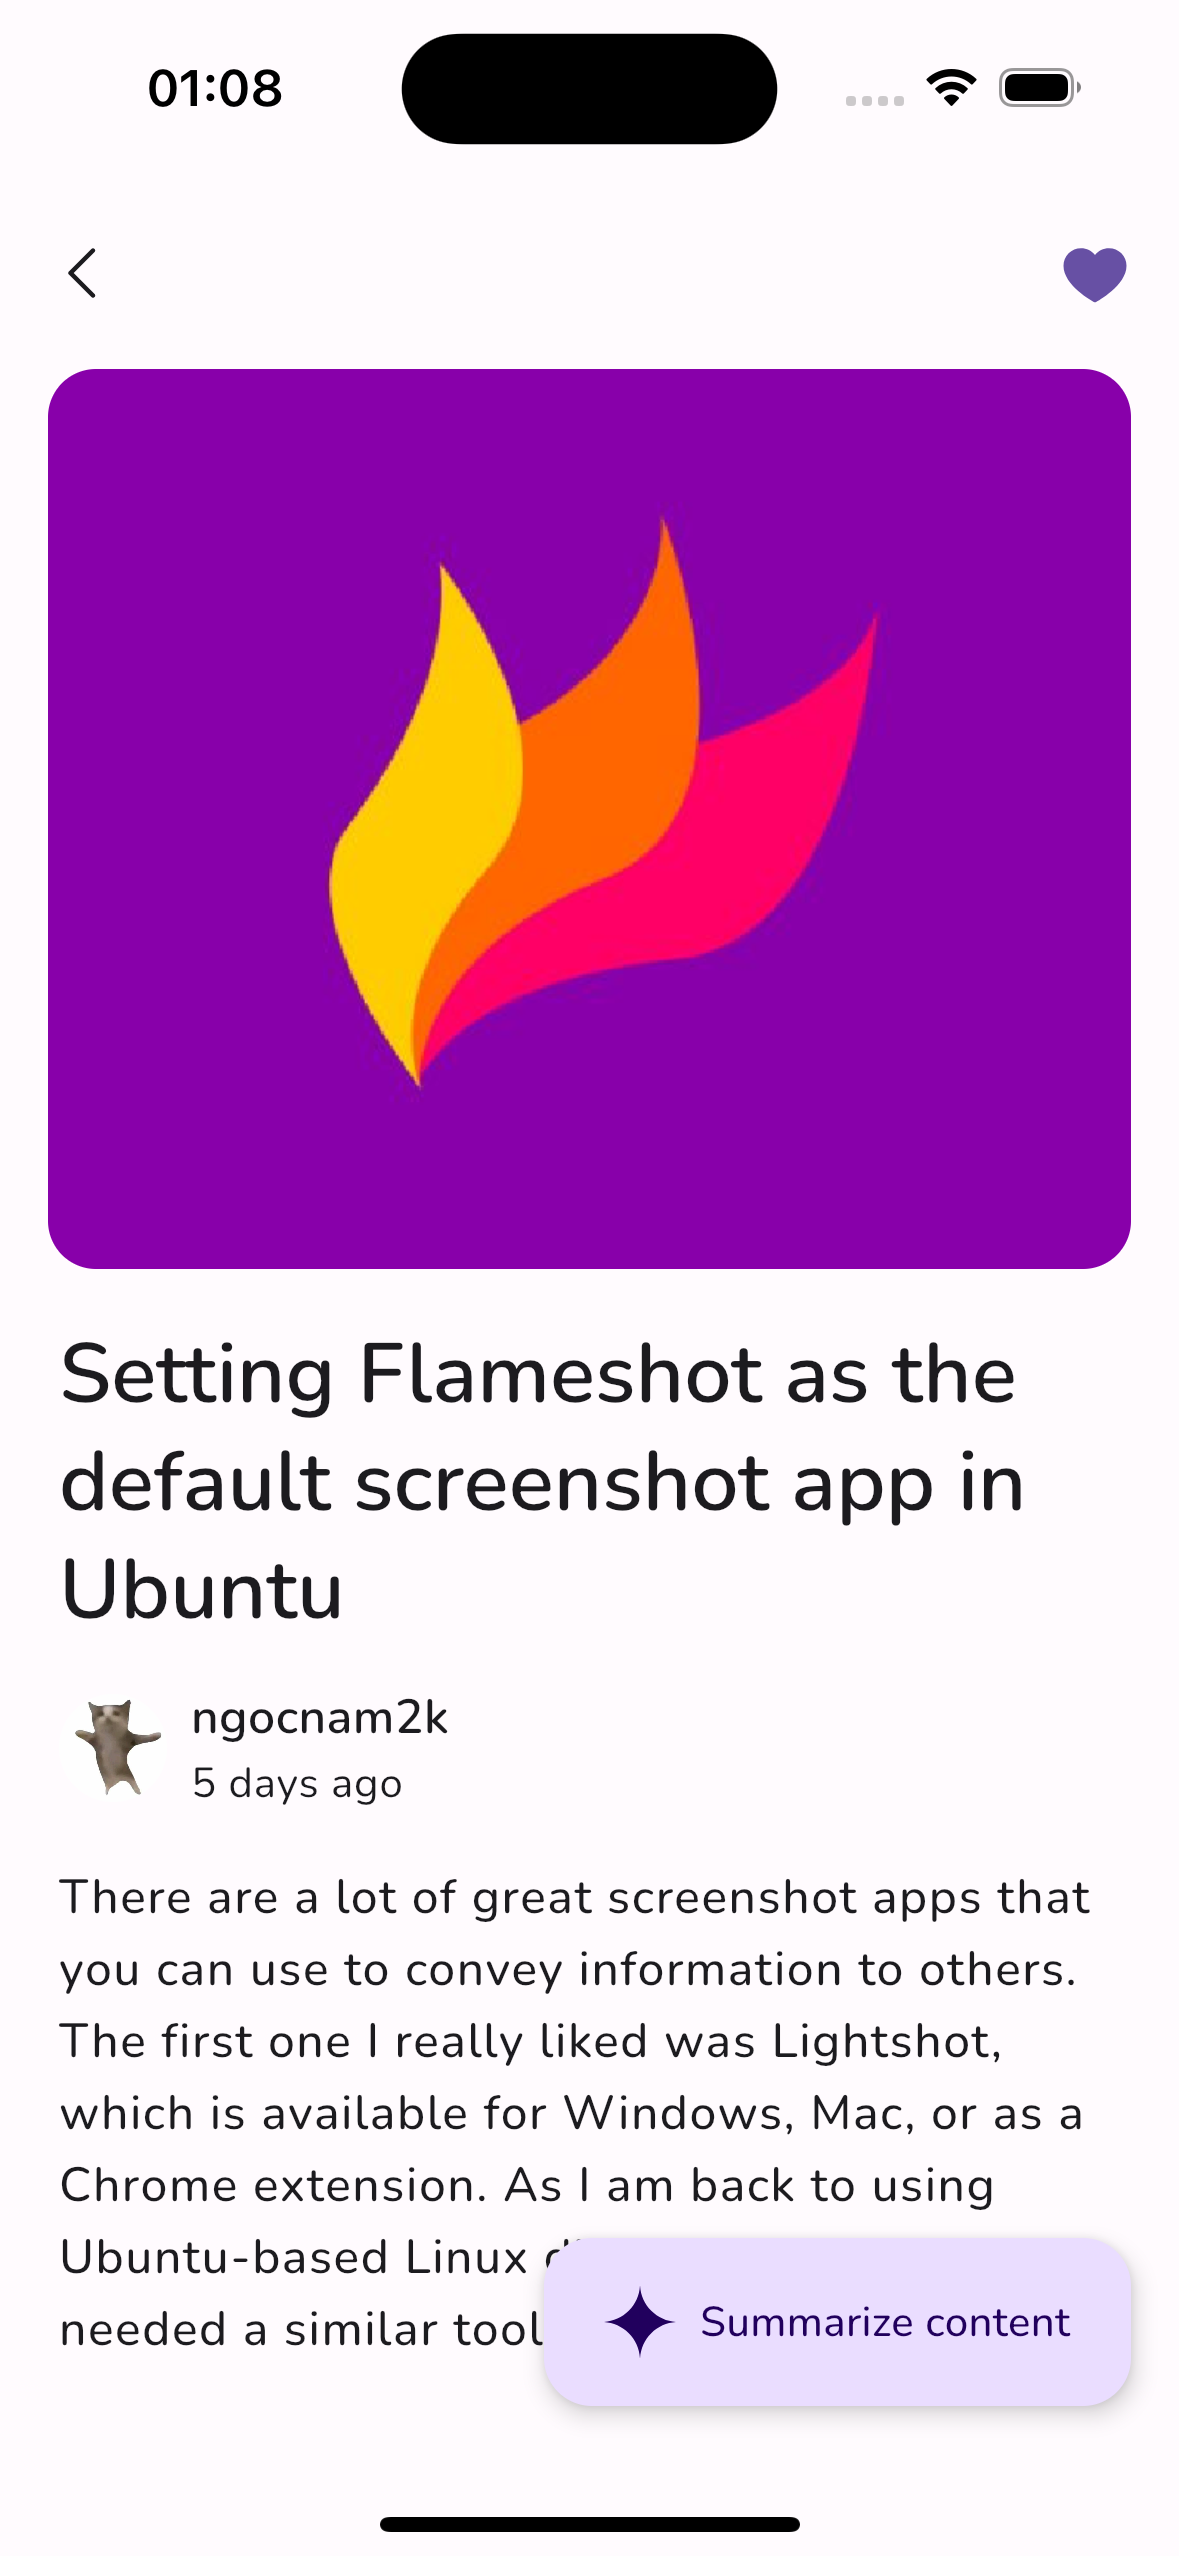 01:08
Setting Flameshot as the
default screenshot app in
Ubuntu
ngocnam2k
5 days ago
There are a lot of great screenshot apps that
you can use to convey information to others.
The first one I really liked was Lightshot,
which is available for Windows, Mac, or as a
Chrome extension. As I am back to using
Ubuntu-based Linux
needed a similar tool
Summarize content